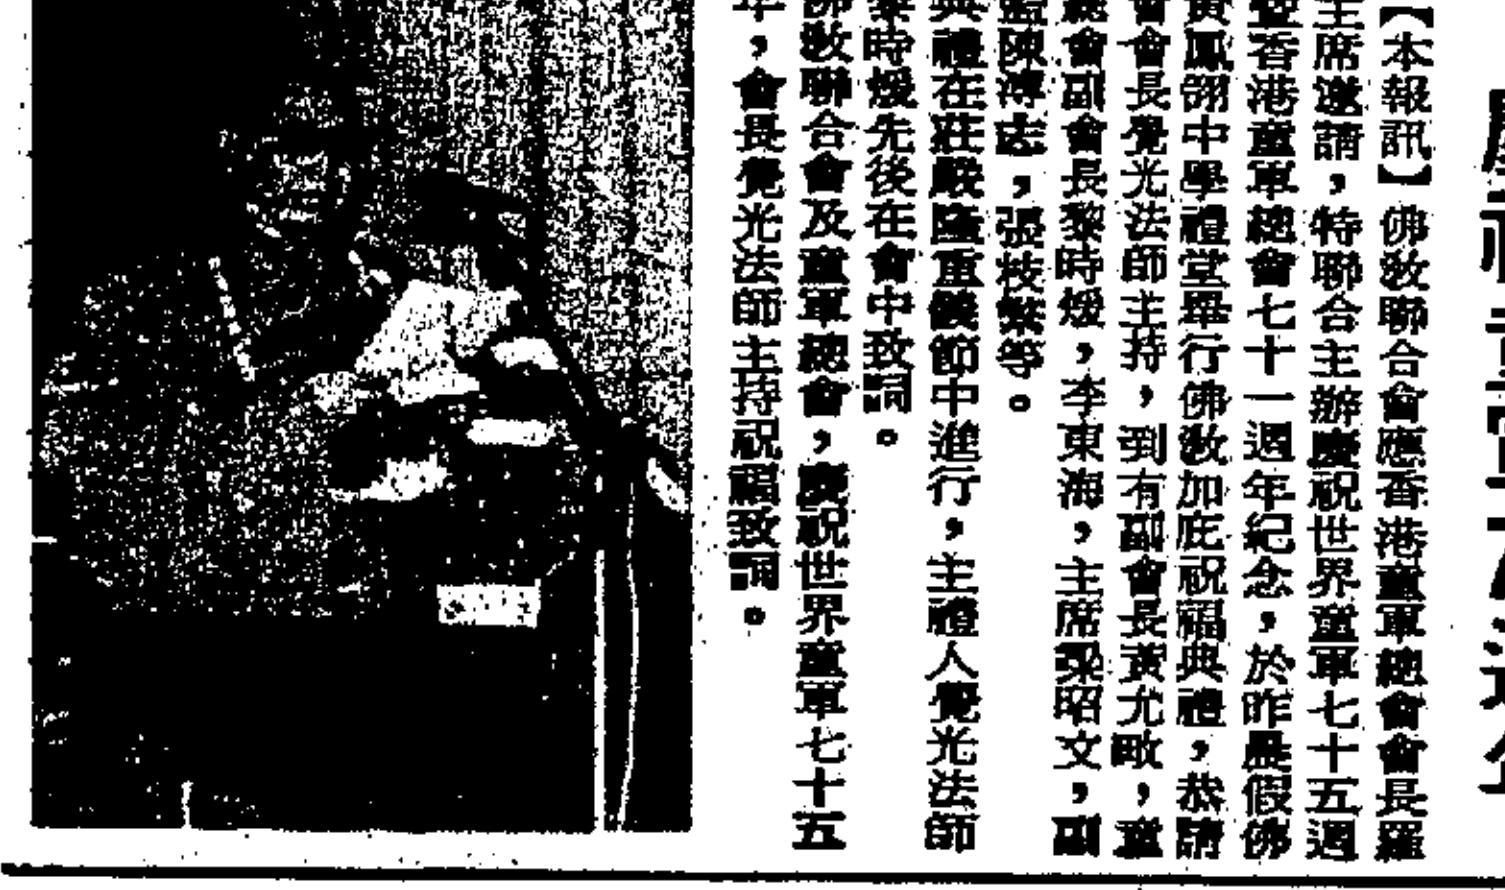 【本報訊】佛敎聯合會應香港童軍總會會長羅
主席邀請，特聯合主辦慶祝世界童軍七十五週
暨香港童軍總會七十一週年紀念，於昨晨假佛
黃鳳翎中學禮堂舉行佛敎加庇祝福典禮，恭請
會會長覺光法師主持，到有副會長黃允畋，童
總會副會長黎時煖，李東海，主席梁昭文，副
監陳溥志，張枝繁等。
典禮在莊嚴隆重儀節中進行，主禮人覺光法師
黎時煖先後在會中致詞。
佛敎聯合會及童軍總會，慶祝世界童軍七十五
年，會長覺光法師主持祝福致詞。